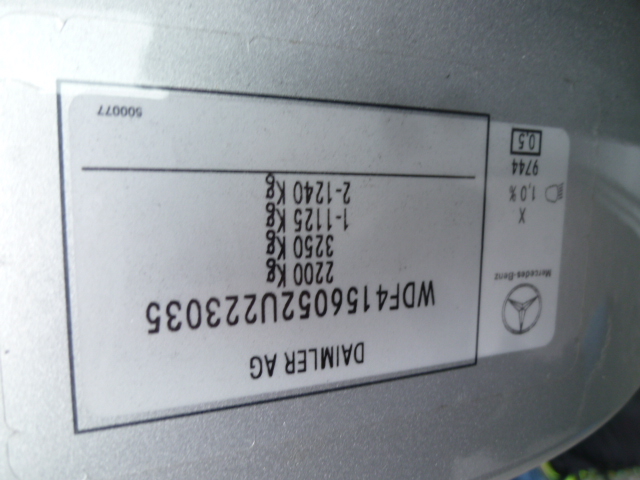 DAIMLER AG
WDF4156052U223035
2200 Kg
3250 Kg
1-1125 Kg
2-1240 Kg
500077
Mercedes-Benz
X
1,0 %
9744
0,5